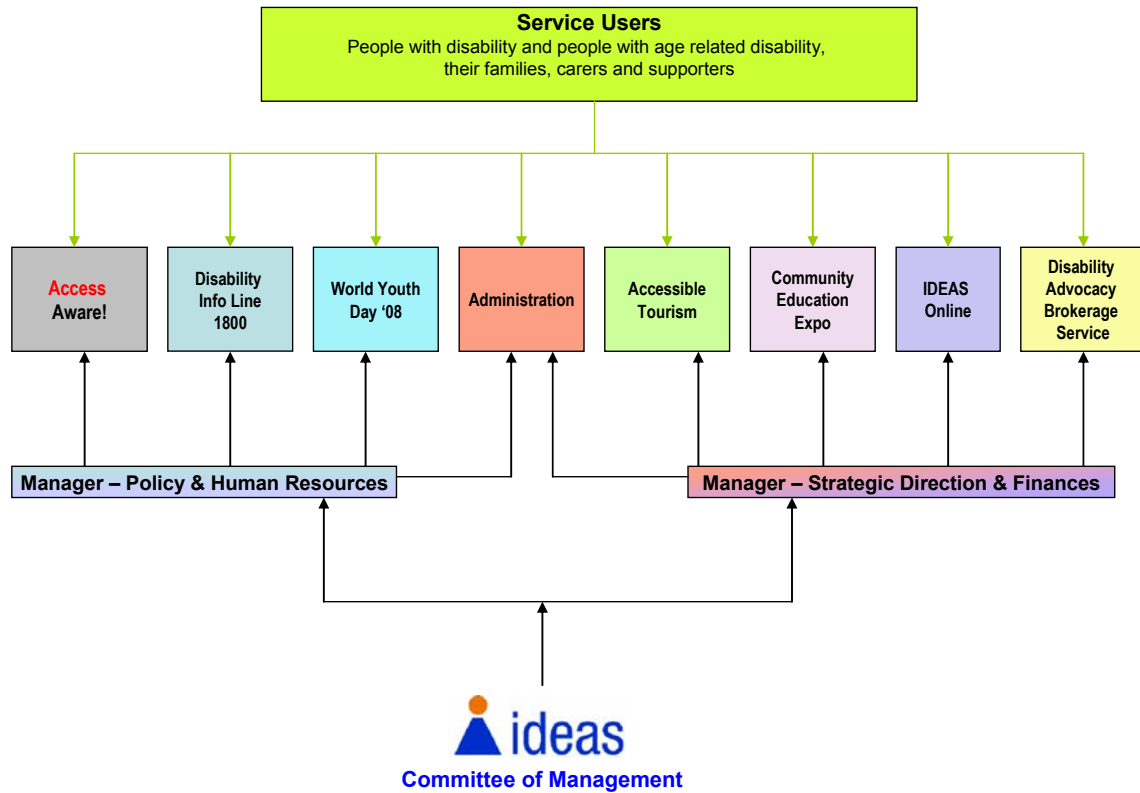 Service Users
People with disability and people with age related disability,
their families, carers and supporters
Access
Aware!
Disability
Info Line
1800
World Youth
Day ‘08
Administration
Accessible
Tourism
Community
Education
Expo
IDEAS
Online
Disability
Advocacy
Brokerage
Service
Manager – Policy & Human Resources
Manager – Strategic Direction & Finances
ideas
Committee of Management